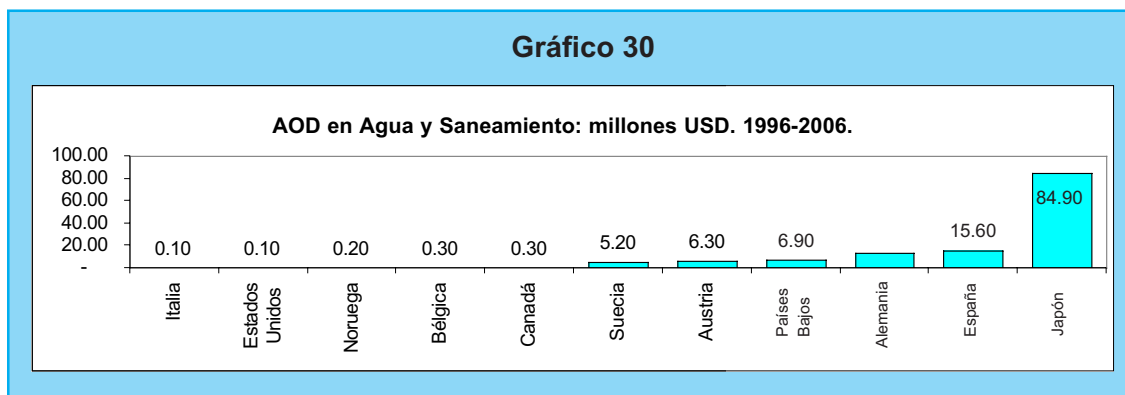 Gráfico 30
AOD en Agua y Saneamiento: millones USD. 1996-2006.
100.00
80.00
60.00
40.00
20.00
-
0.10 0.10 0.20 0.30 0.30 5.20 6.30 6.90 15.60 84.90
Italia
Estados
Unidos
Noruega
Bélgica
Canadá
Suecia
Austria
Países
Bajos
Alemania
España
Japón